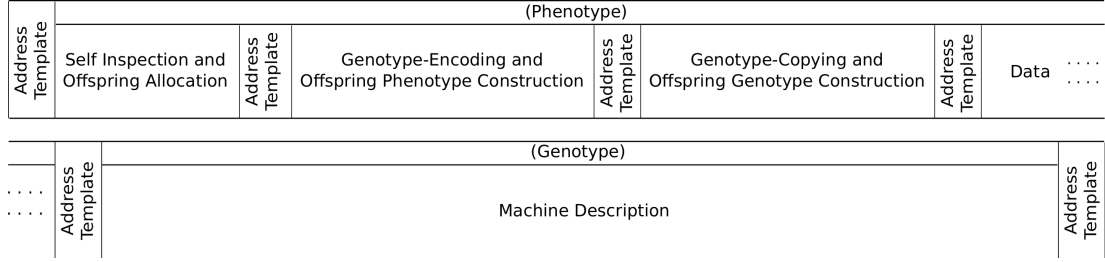 (Phenotype)
Address
Template
Self Inspection and
Offspring Allocation
Address
Template
Genotype-Encoding and
Offspring Phenotype Construction
Address
Template
Genotype-Copying and
Offspring Genotype Construction
Address
Template
Data
. . . .
. . . .
(Genotype)
. . . .
. . . .
Address
Template
Machine Description
Address
Template